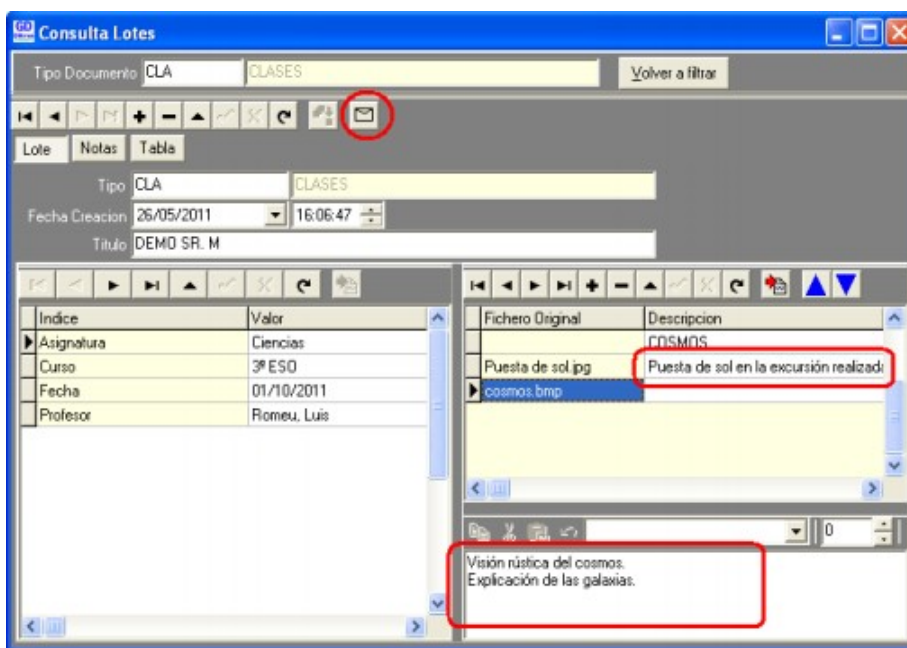 Consulta Lotes
Tipo Documento CLA CLASES Volver a filtrar
Lote Notas Tabla
Tipo CLA CLASES
Fecha Creacion 26/05/2011 16:06:47
Titulo DEMO SR. M
Indice Valor
Asignatura Ciencias
Curso 3º ESO
Fecha 01/10/2011
Profesor Romeu, Luis
Fichero Original Descripcion
COSMOS
Puesta de sol.jpg Puesta de sol en la excursión realizada
cosmos.bmp
0
Visión rústica del cosmos.
Explicación de las galaxias.